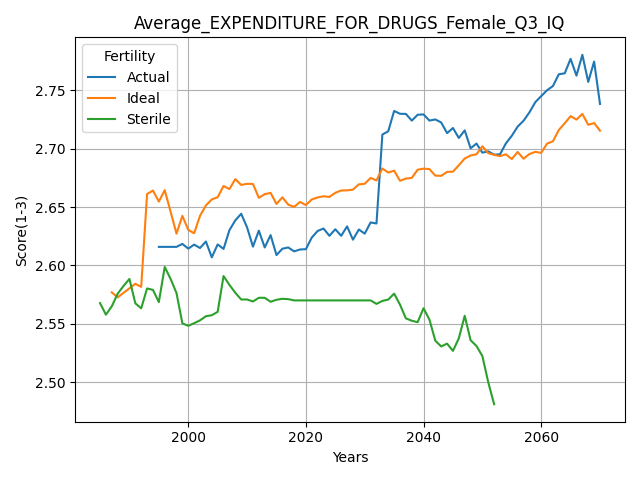 Average_EXPENDITURE_FOR_DRUGS_Female_Q3_IQ
Fertility
Actual
Ideal
Sterile
Score(1-3)
2.75
2.70
2.65
2.60
2.55
2.50
2000
2020
2040
2060
Years